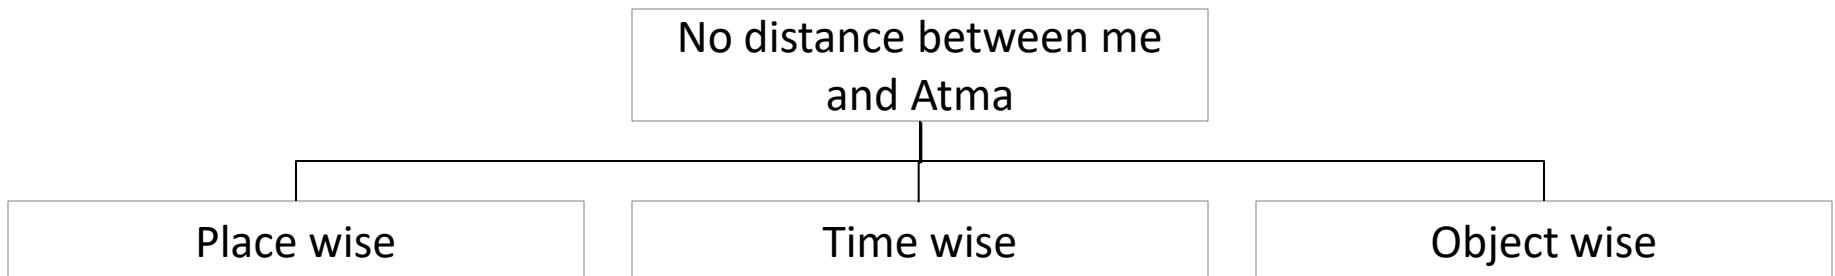 No distance between me
and Atma
Place wise
Time wise
Object wise